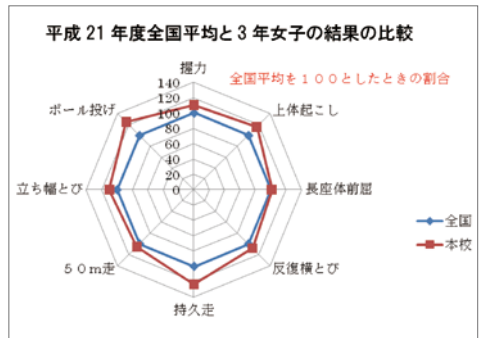 平成 21 年度全国平均と3 年女子の結果の比較
握力
全国平均を１００としたときの割合
140
120
100
80
60
40
20
0
上体起こし
長座体前屈
反復横とび
持久走
５０ｍ走
立ち幅とび
ボール投げ
全国
本校